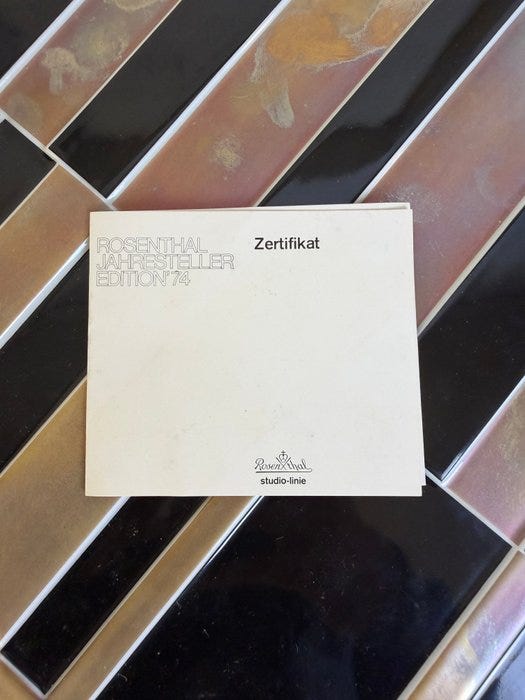 ROSENTHAL
JAHRESTELLER
EDITION'74
Zertifikat
Rosenthal
studio-linie